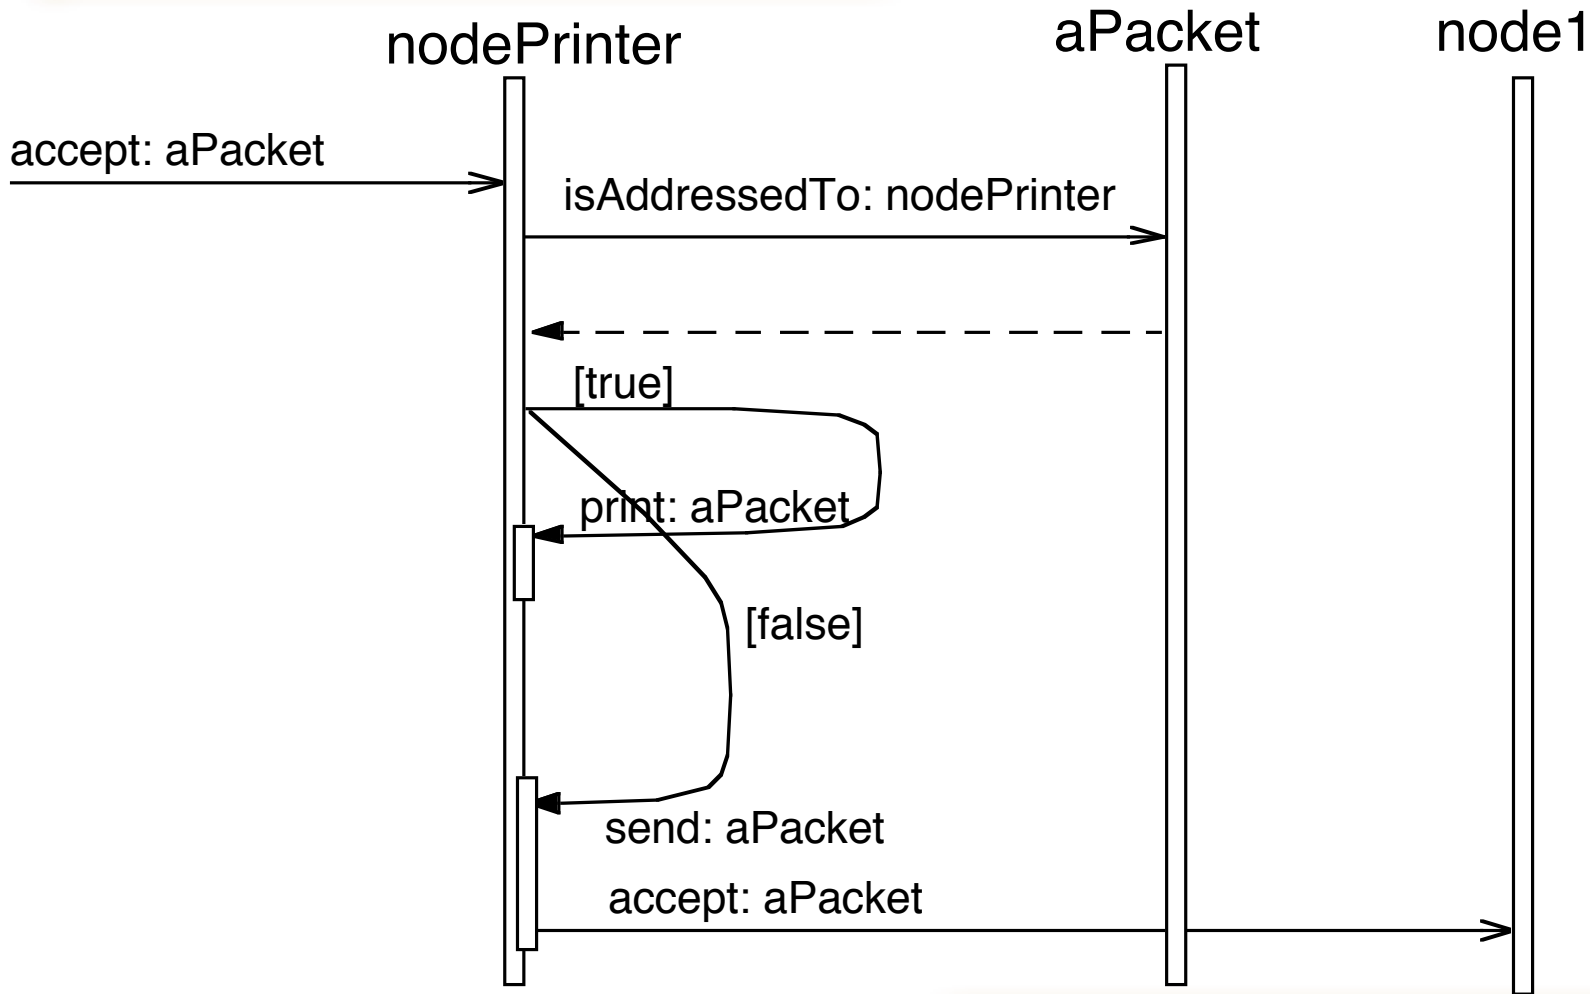 nodePrinter
aPacket
node1
accept: aPacket
isAddressedTo: nodePrinter
[true]
print: aPacket
[false]
send: aPacket
accept: aPacket